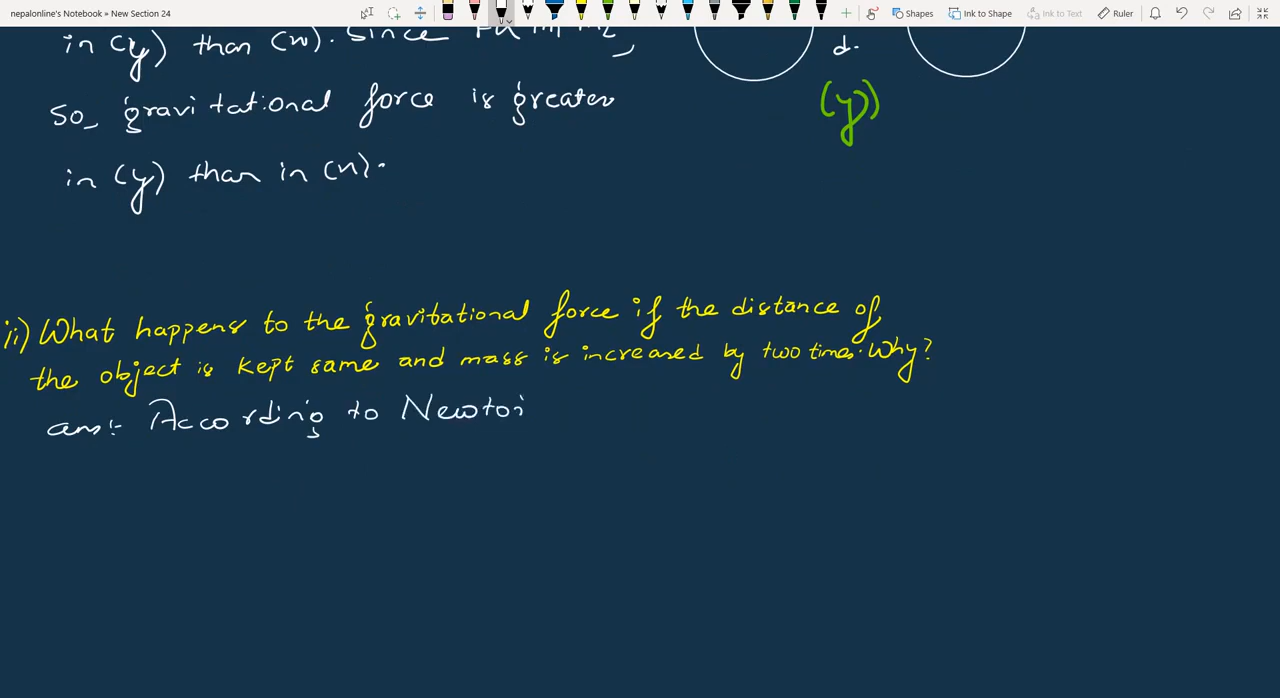 nepalonline's Notebook » New Section 24
Shapes Ink to Shape Ink to Text Ruler
in (y) than (x). Since
d.
So, gravitational force is greater
(y)
in (y) than in (x).
ii) What happens to the gravitational force if the distance of
the object is kept same and mass is increased by two times. Why?
ans:- According to Newtoi